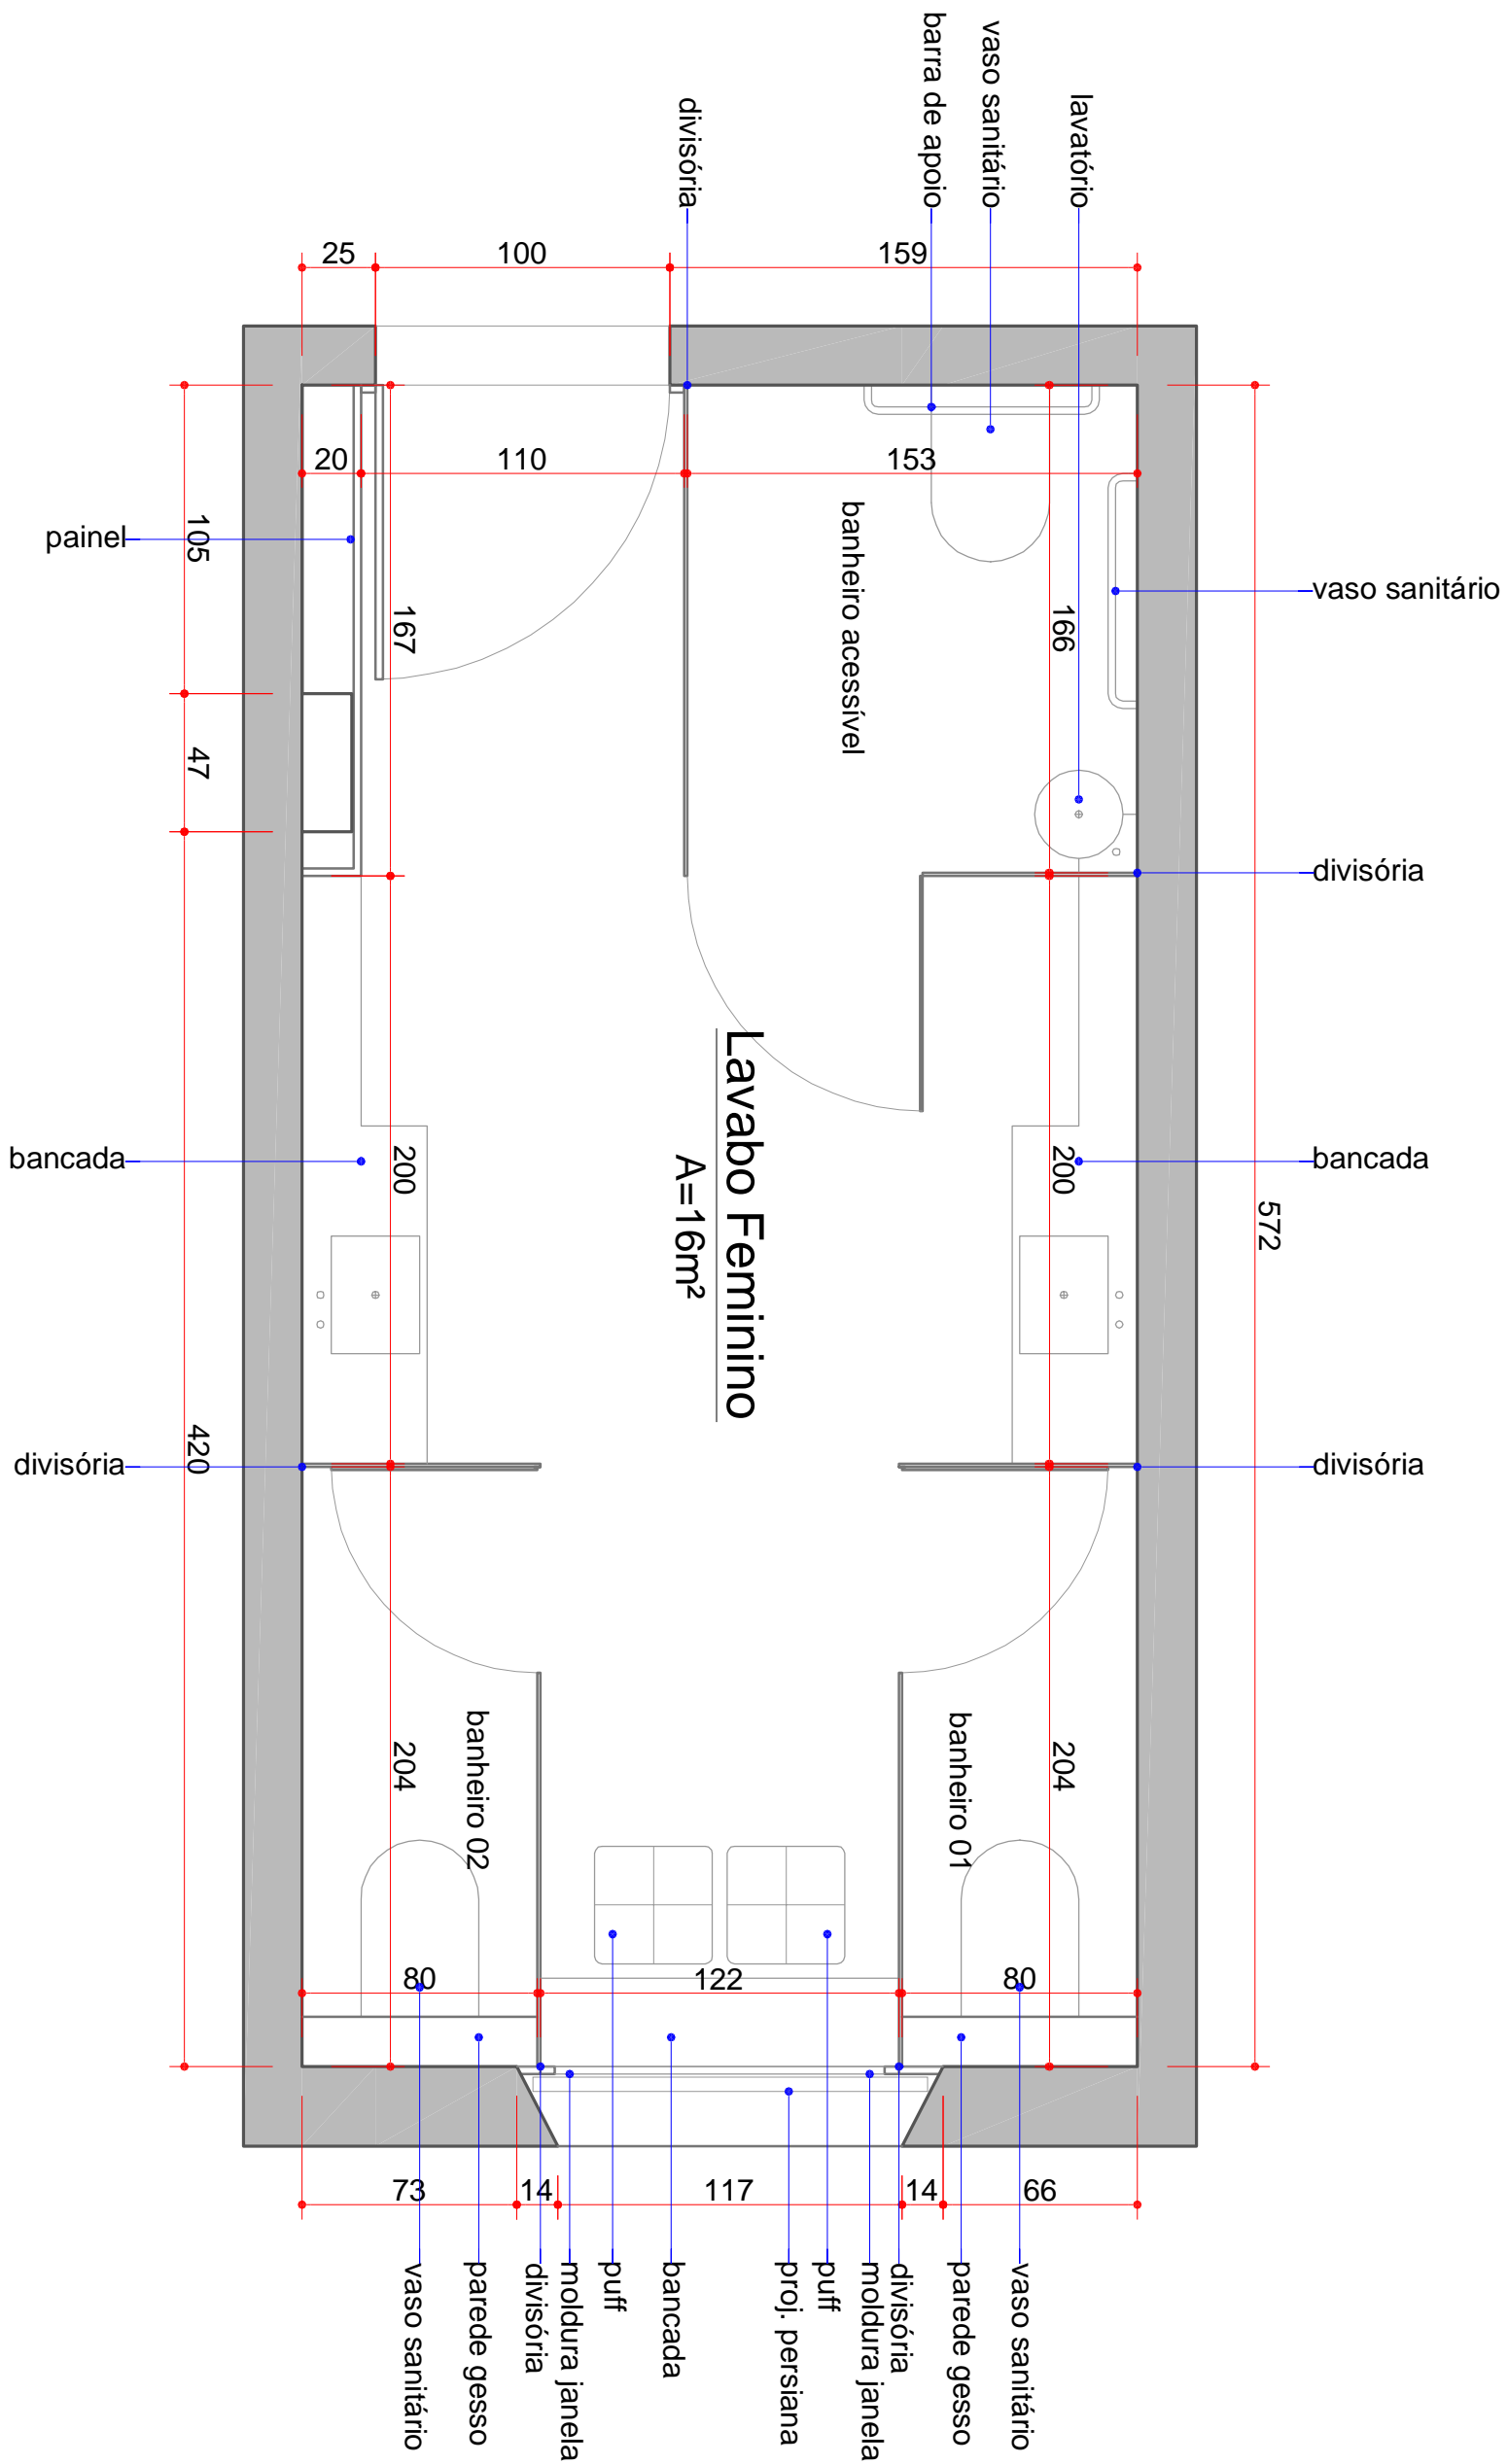 barra de apoio
vaso sanitário
lavatório
divisória
25
100
159
20
110
153
painel
105
167
banheiro acessível
166
vaso sanitário
47
divisória
Lavabo Feminino
A=16m²
bancada
200
200
bancada
572
420
divisória
divisória
banheiro 02
204
banheiro 01
204
80
122
80
73
14
117
14
66
vaso sanitário
parede gesso
divisória
moldura janela
puff
bancada
proj. persiana
puff
moldura janela
divisória
parede gesso
vaso sanitário